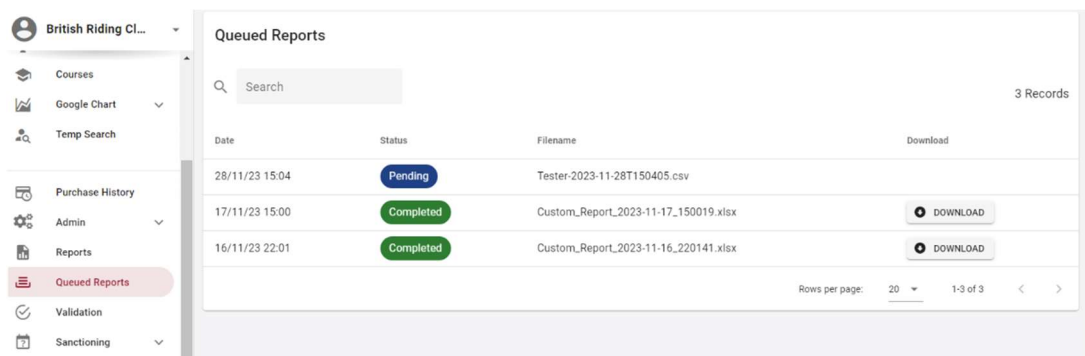 British Riding Cl...
Courses
Google Chart
Temp Search
Purchase History
Admin
Reports
Queued Reports
Validation
Sanctioning
Queued Reports
Search
3 Records
Date Status Filename Download
28/11/23 15:04 Pending Tester-2023-11-28T150405.csv
17/11/23 15:00 Completed Custom_Report_2023-11-17_150019.xlsx DOWNLOAD
16/11/23 22:01 Completed Custom_Report_2023-11-16_220141.xlsx DOWNLOAD
Rows per page: 20 1-3 of 3